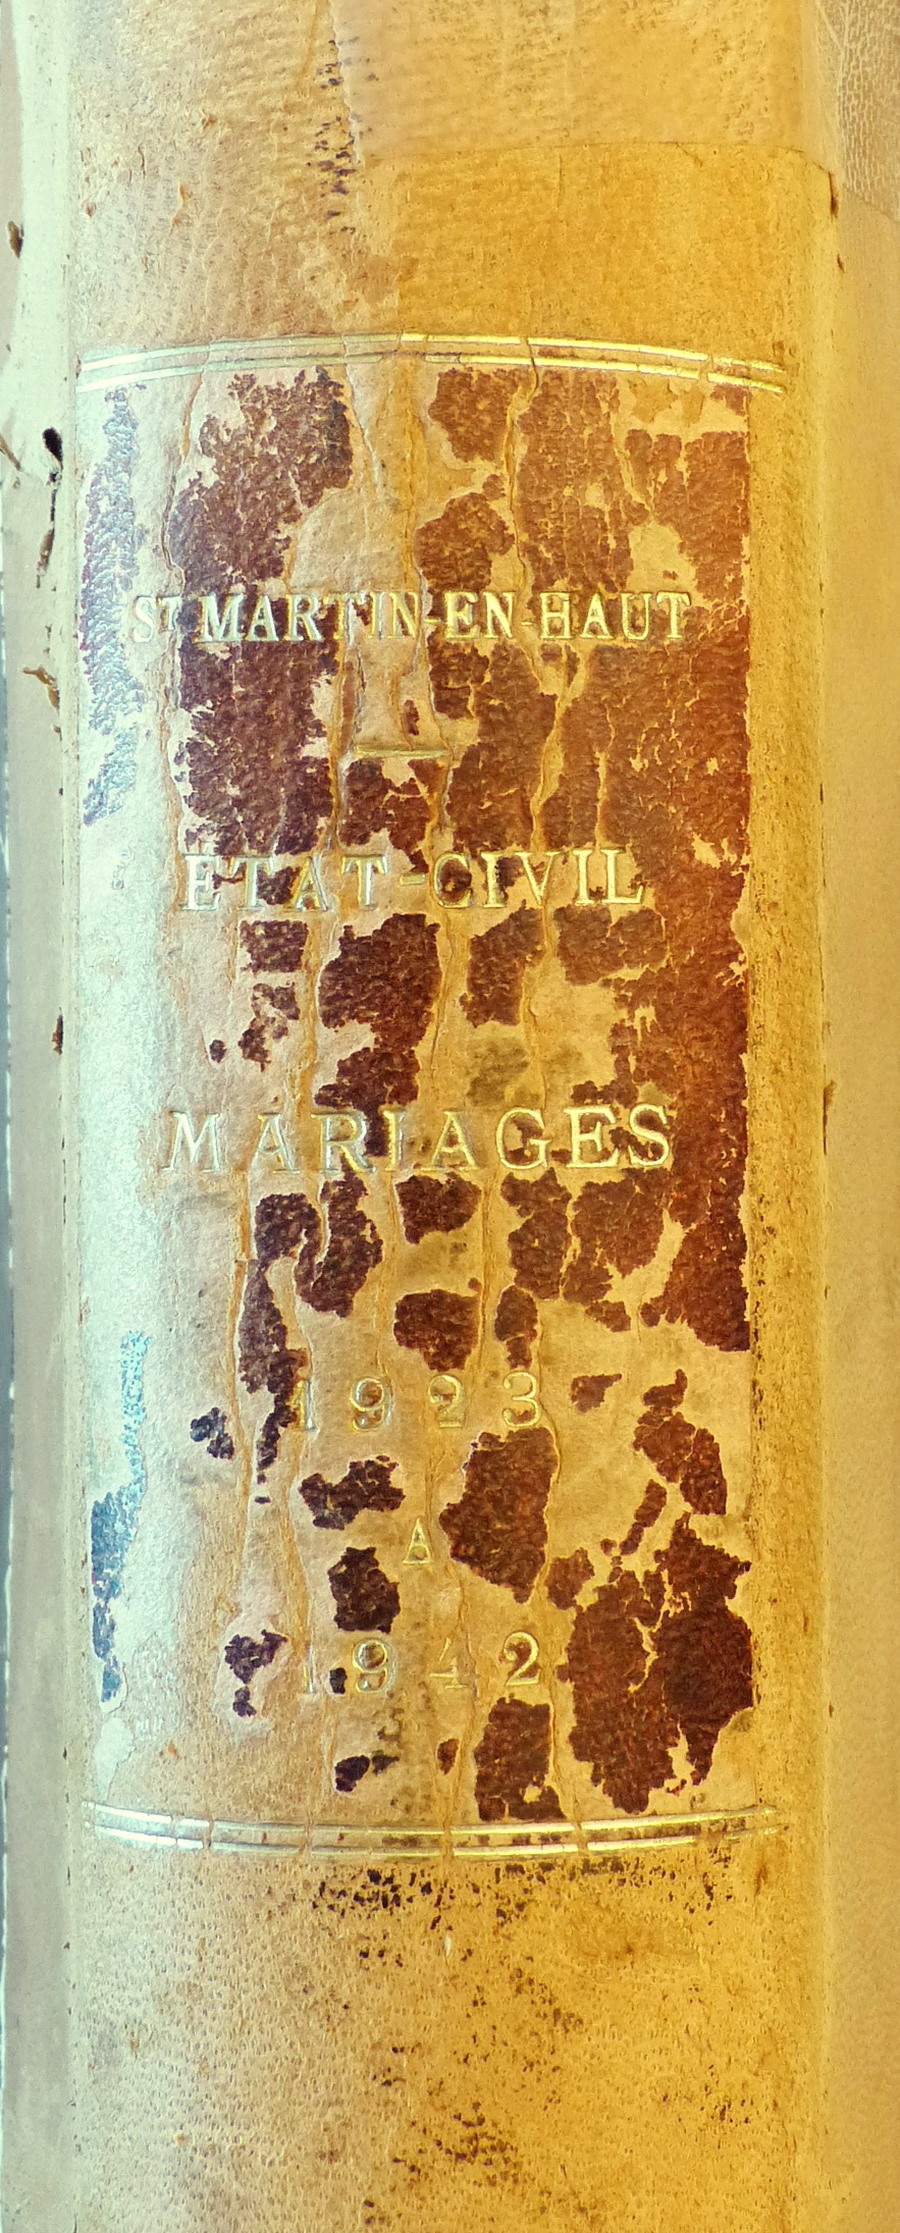 ST MARTIN-EN-HAUT
ÉTAT-CIVIL
MARIAGES
1923
A
1942